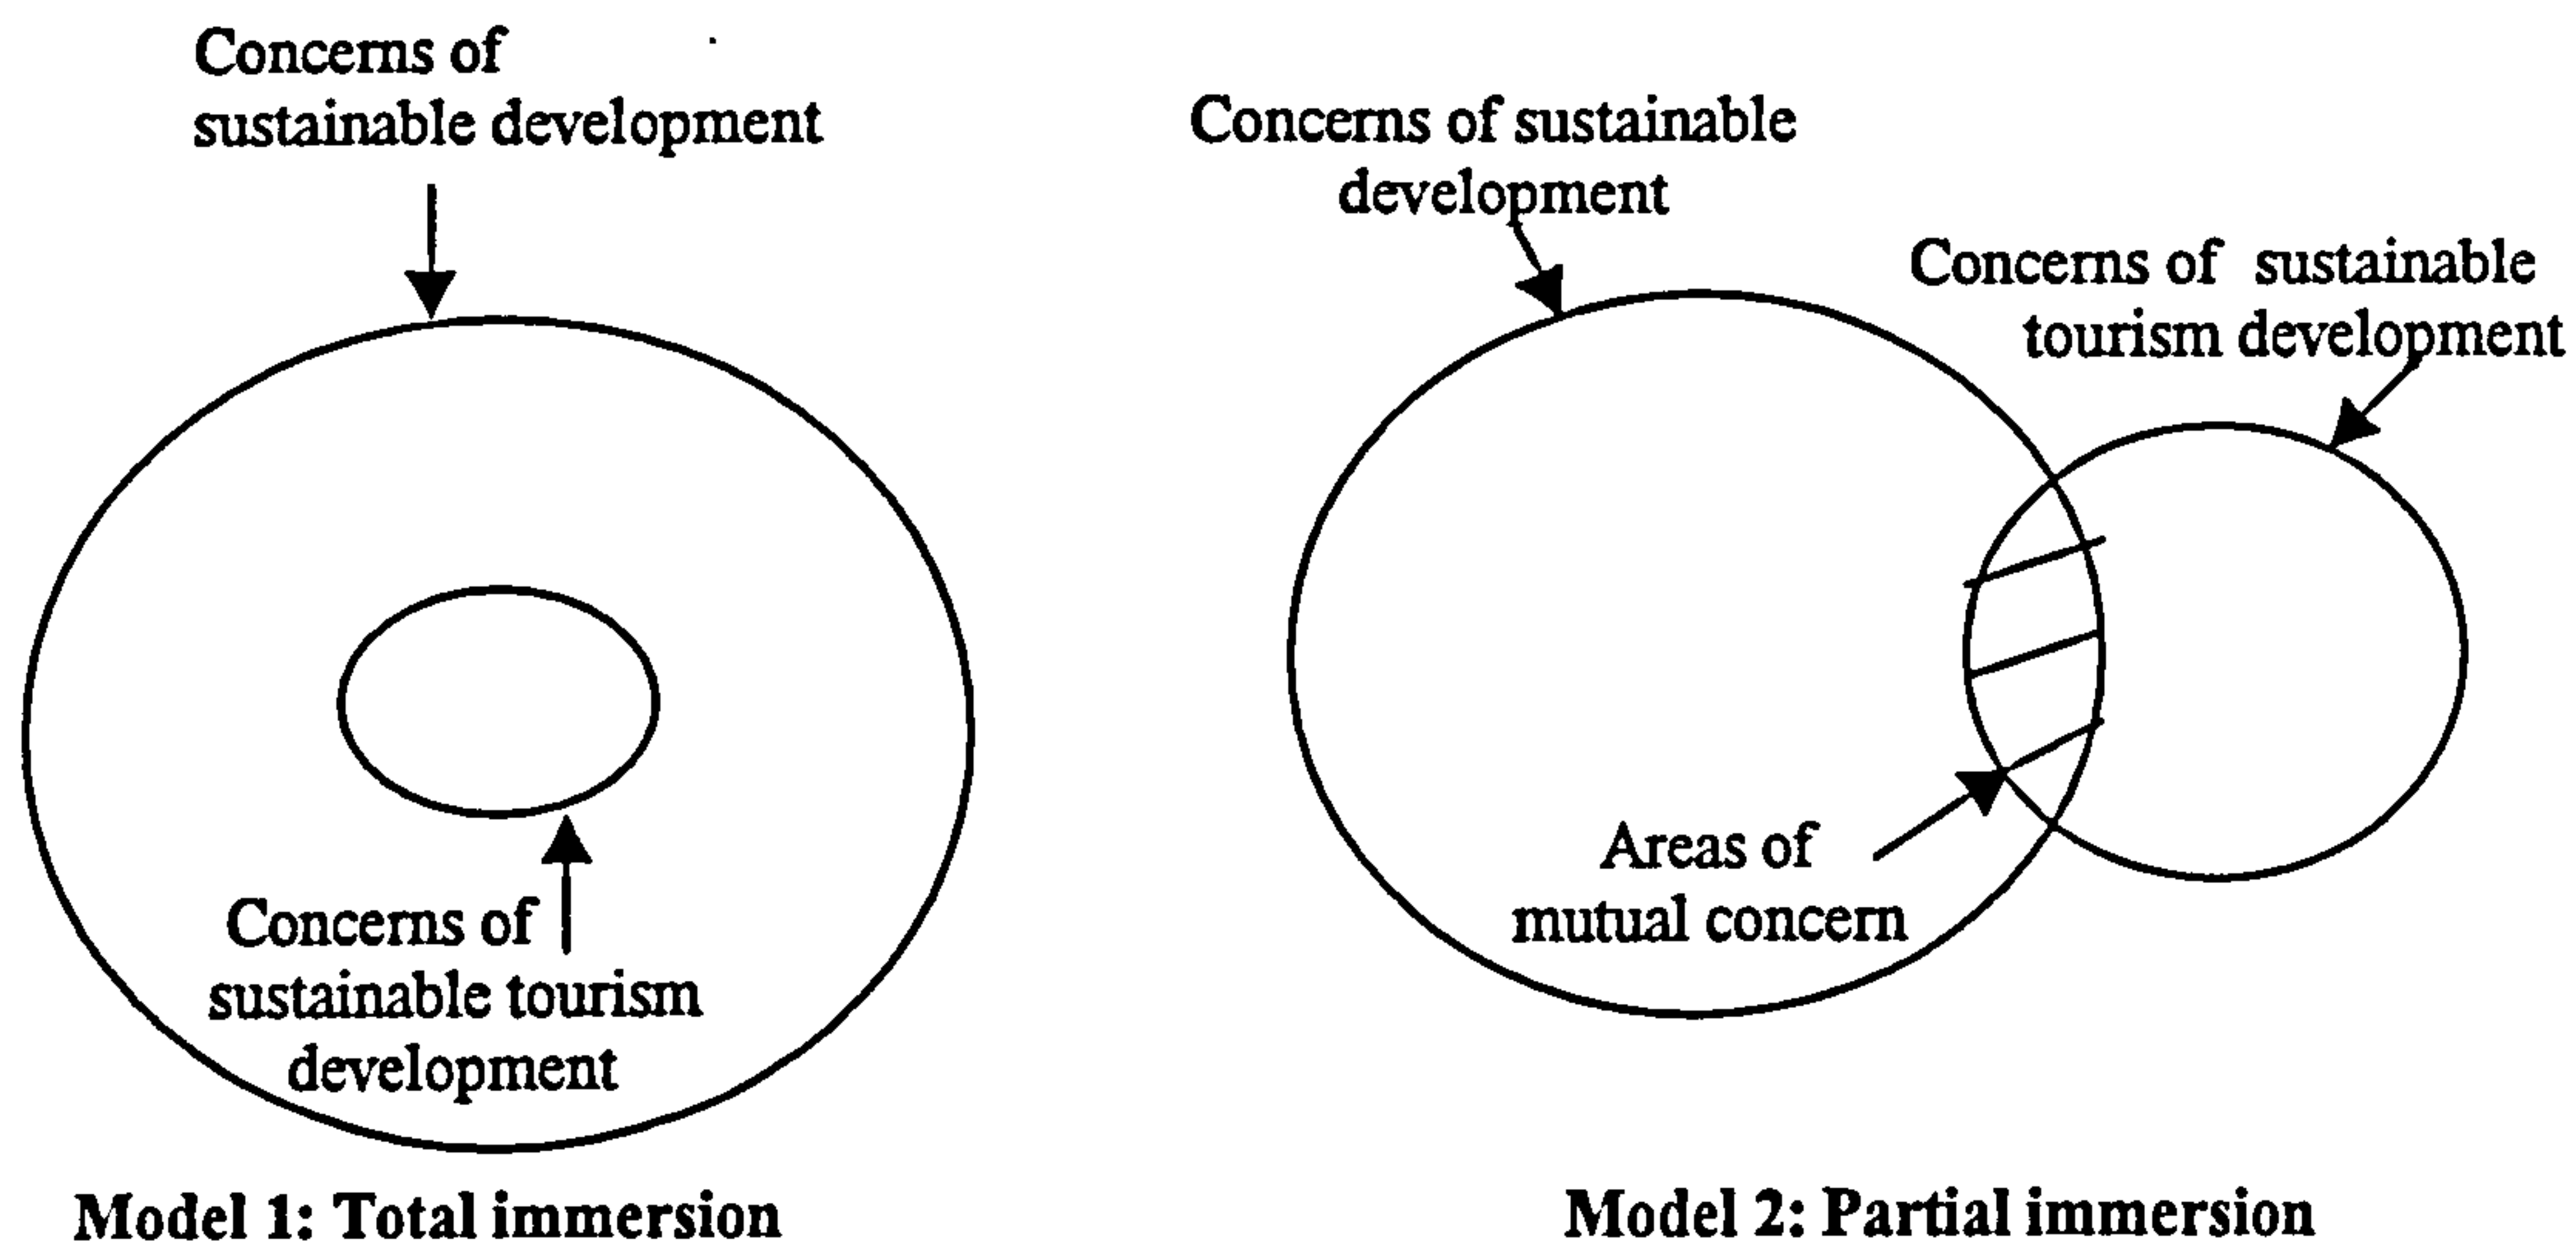 Concerns of
sustainable development
Concerns of
sustainable tourism
development
Model 1: Total immersion
Concerns of sustainable
development
Concerns of sustainable
tourism development
Areas of
mutual concern
Model 2: Partial immersion